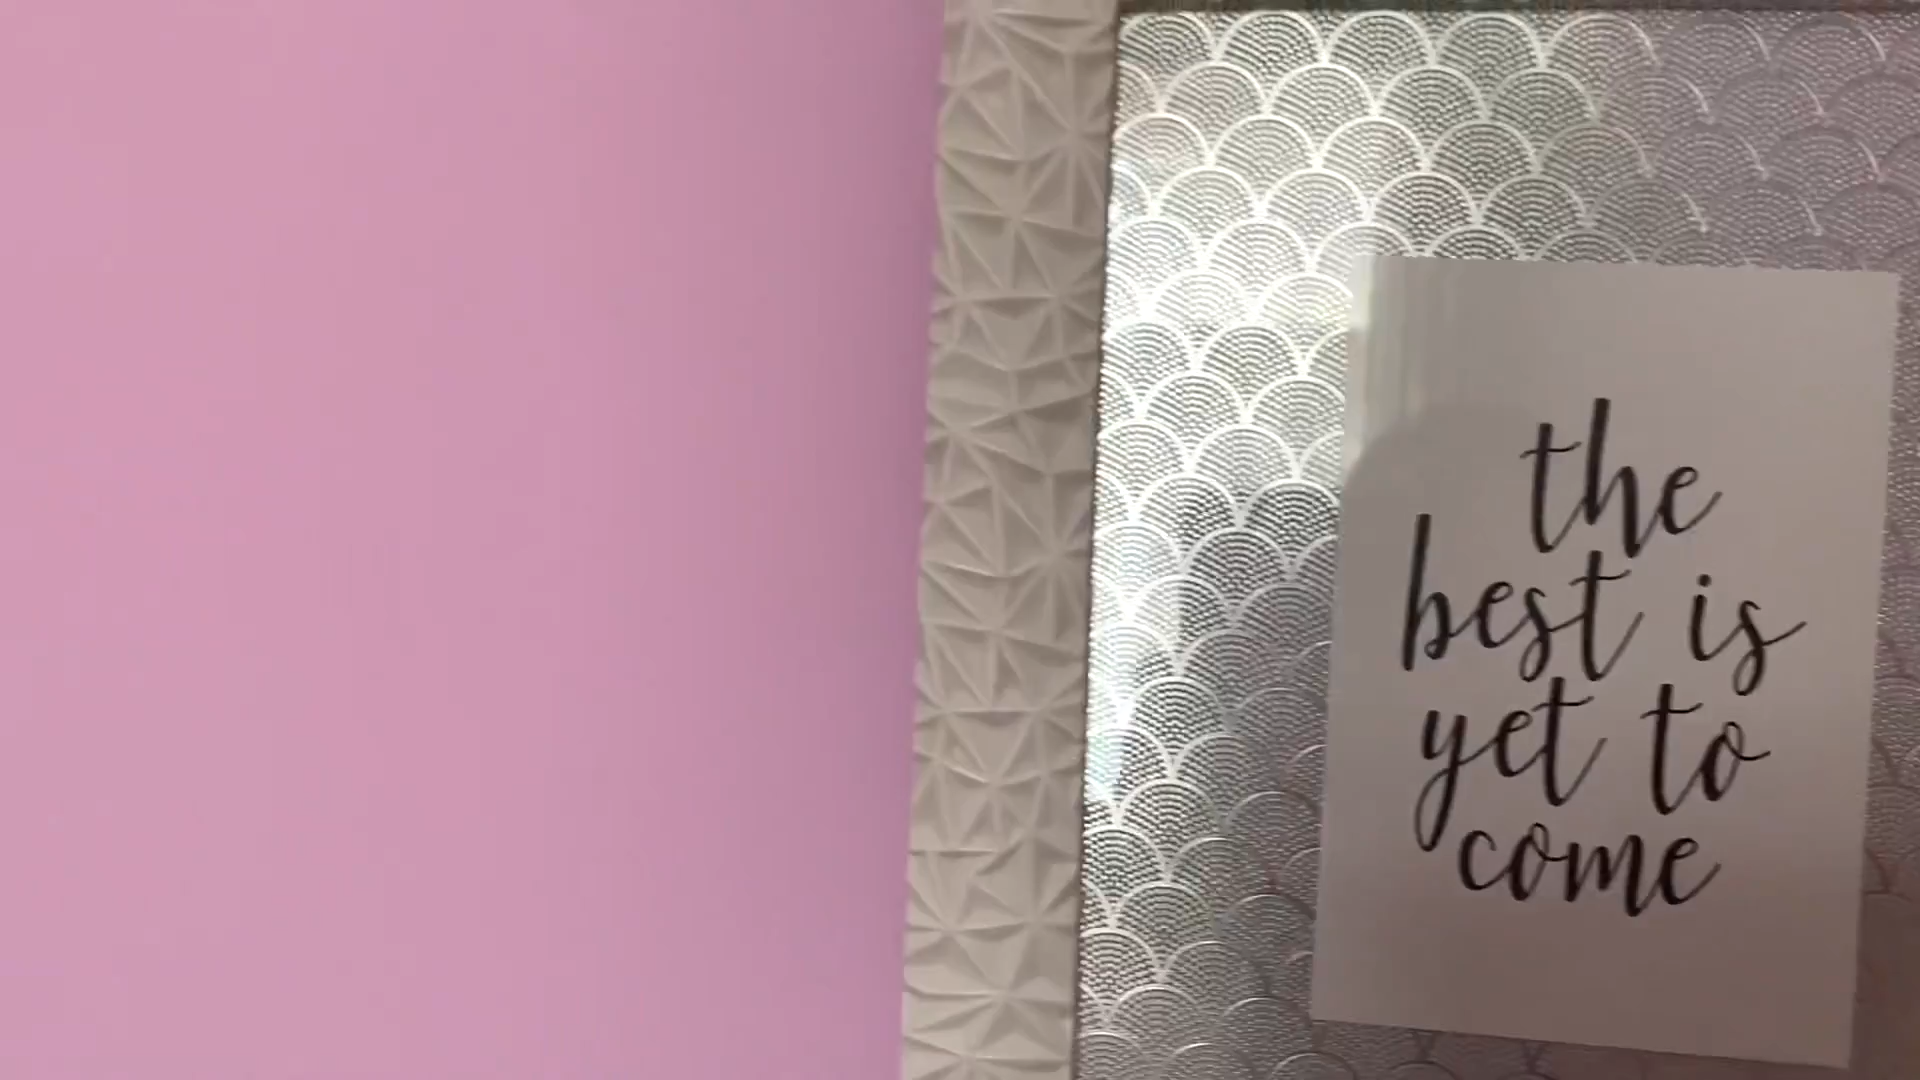 the
best is
yet to
come